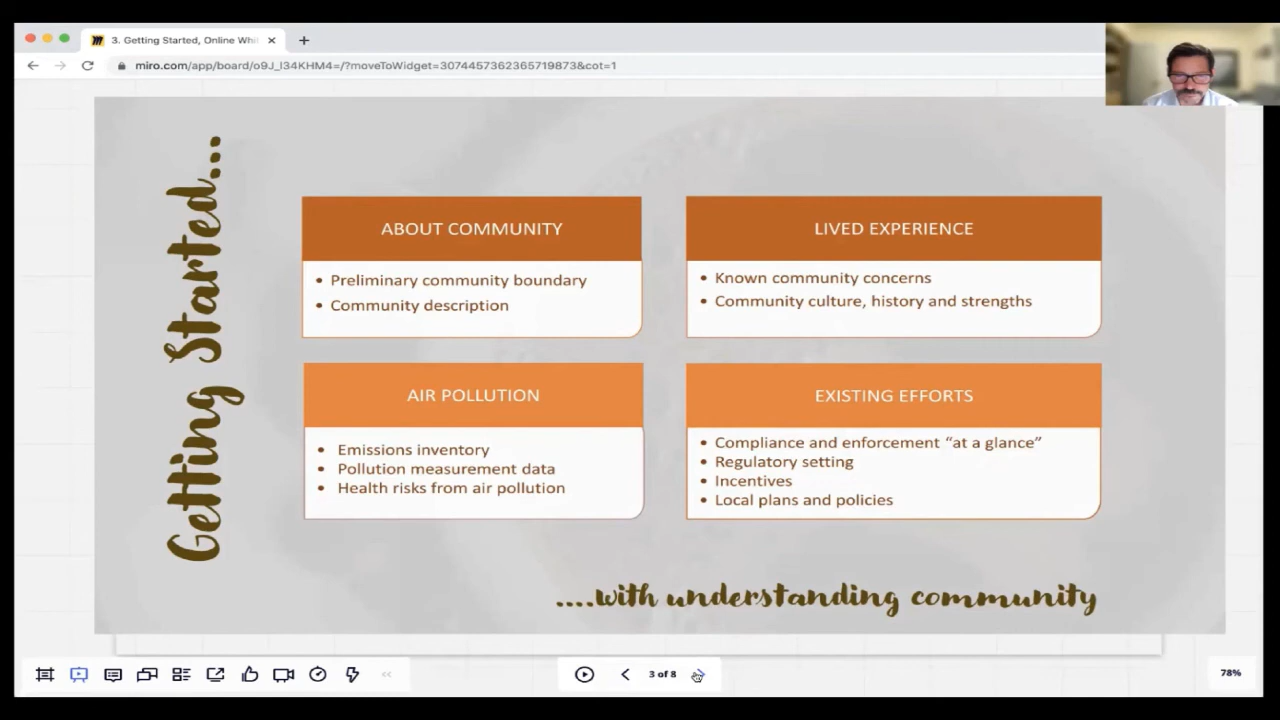 3. Getting Started, Online Whi
miro.com/app/board/o9J_l34KHM4=/?moveToWidget=3074457362365719873&cot=1
Getting Started...
ABOUT COMMUNITY
• Preliminary community boundary
• Community description
LIVED EXPERIENCE
• Known community concerns
• Community culture, history and strengths
AIR POLLUTION
• Emissions inventory
• Pollution measurement data
• Health risks from air pollution
EXISTING EFFORTS
• Compliance and enforcement “at a glance”
• Regulatory setting
• Incentives
• Local plans and policies
....with understanding community
3 of 8
78%